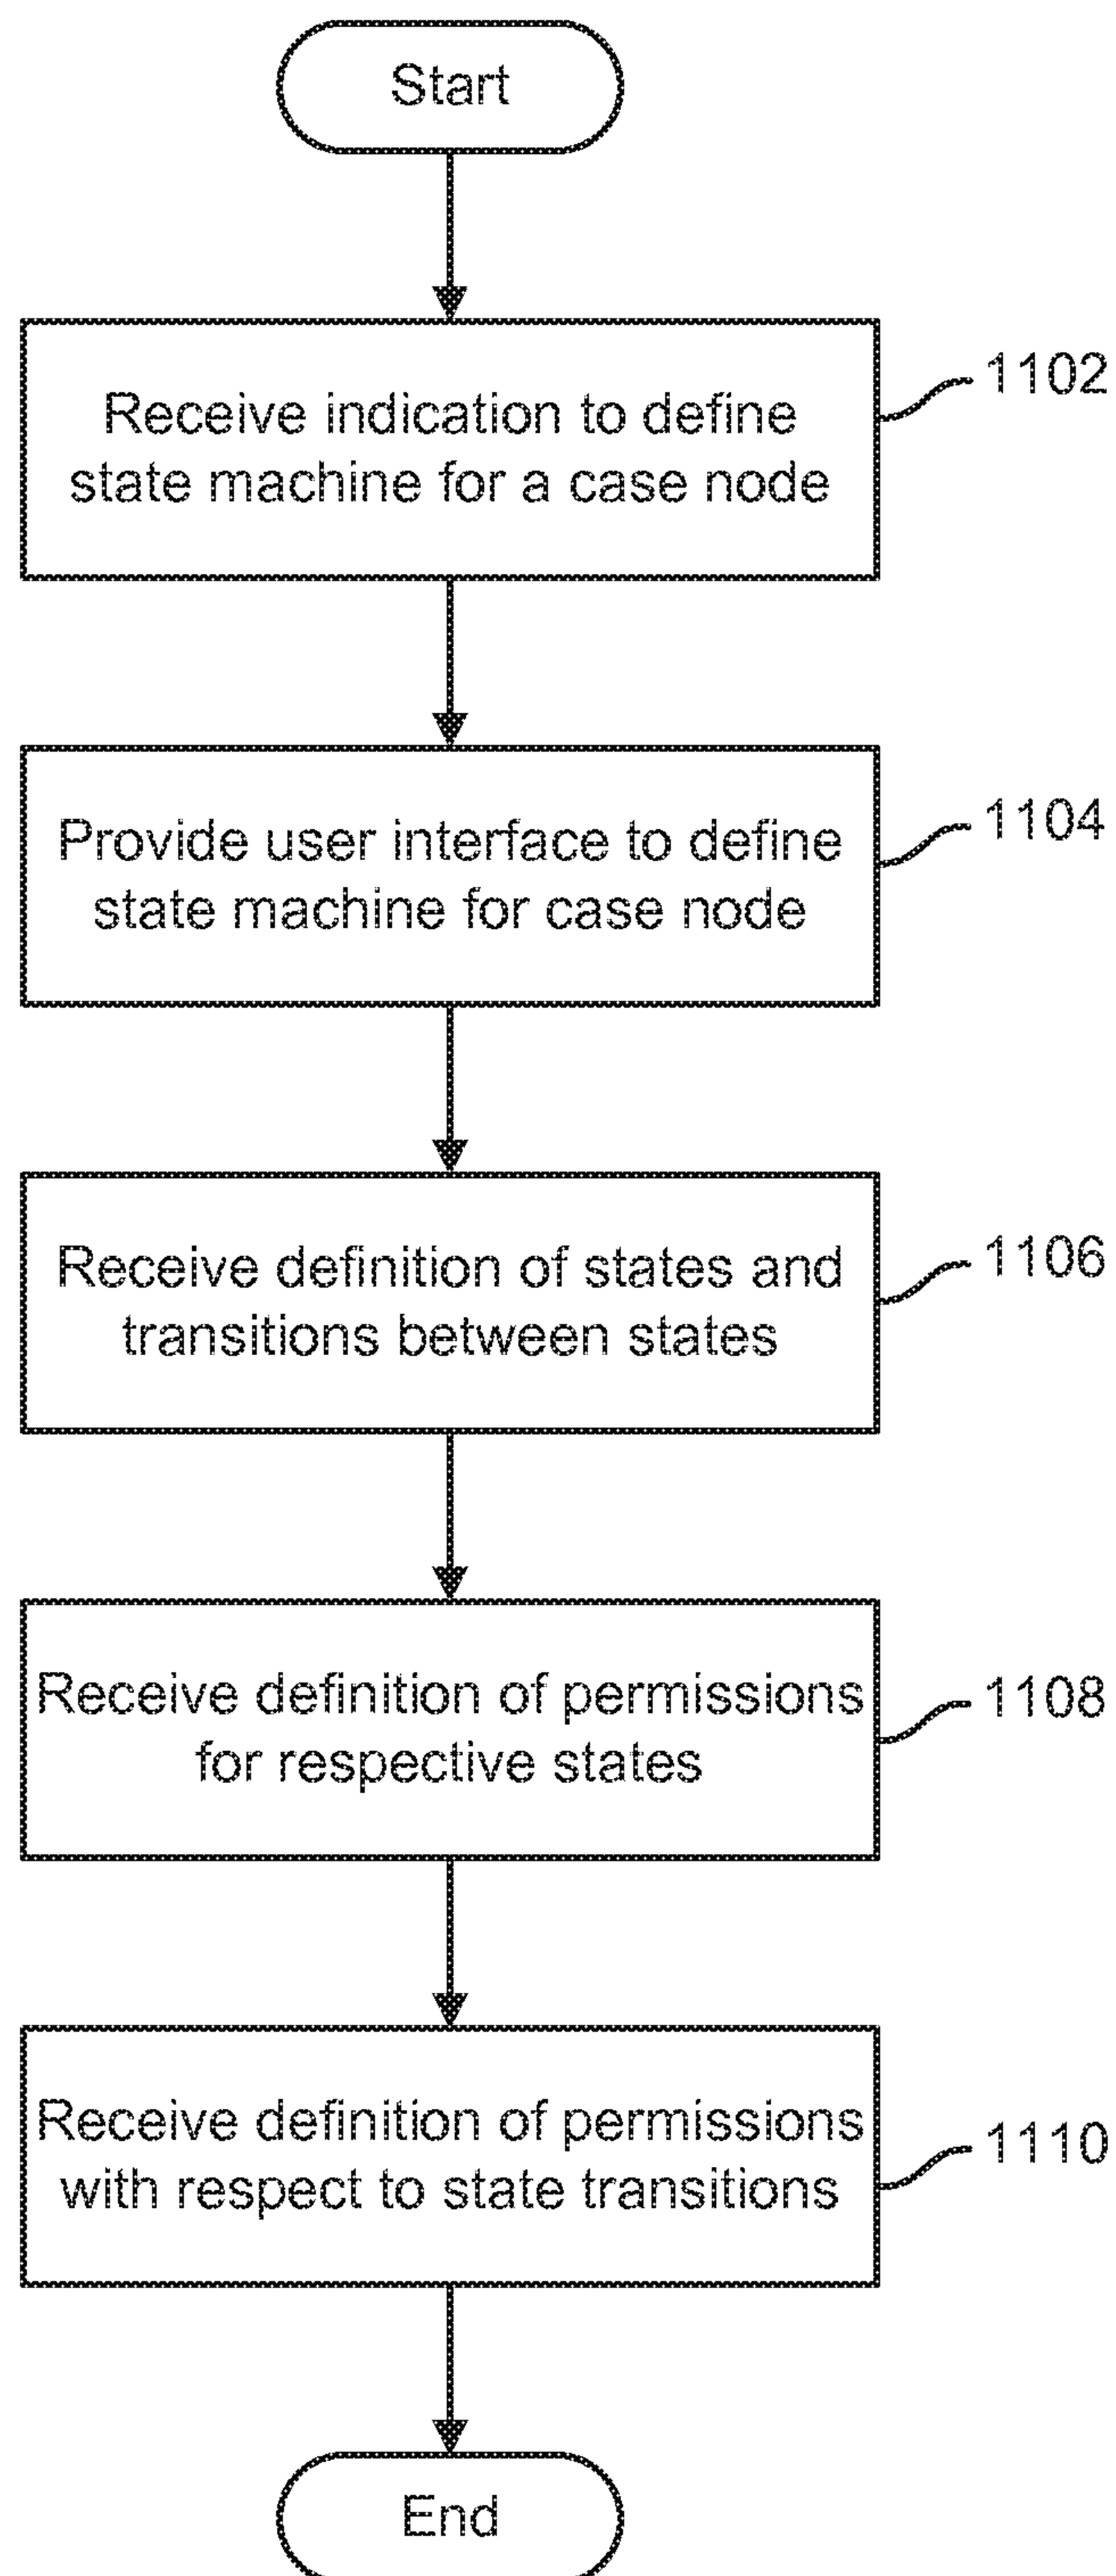 Start
Receive indication to define
state machine for a case node
1102
Provide user interface to define
state machine for case node
1104
Receive definition of states and
transitions between states
1106
Receive definition of permissions
for respective states
1108
Receive definition of permissions
with respect to state transitions
1110
End